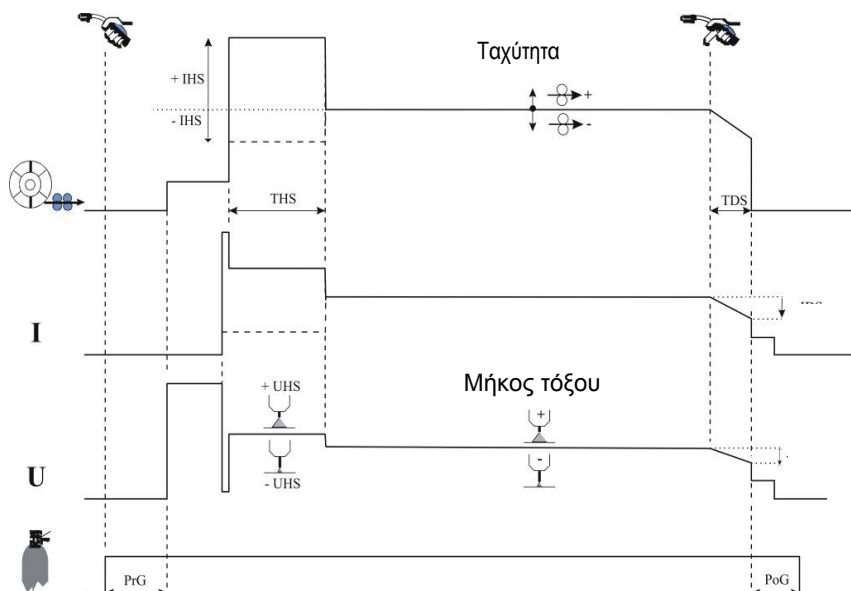 Ταχύτητα
+ IHS
- IHS
+
-
THS
TDS
I
+ UHS
Μήκος τόξου
+
-
- UHS
U
PrG
PoG